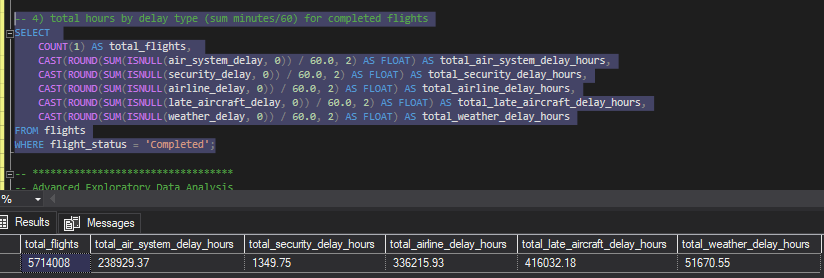 -- 4) total hours by delay type (sum minutes/60) for completed flights
SELECT
COUNT(1) AS total_flights,
CAST(ROUND(SUM(ISNULL(air_system_delay, 0)) / 60.0, 2) AS FLOAT) AS total_air_system_delay_hours,
CAST(ROUND(SUM(ISNULL(security_delay, 0)) / 60.0, 2) AS FLOAT) AS total_security_delay_hours,
CAST(ROUND(SUM(ISNULL(airline_delay, 0)) / 60.0, 2) AS FLOAT) AS total_airline_delay_hours,
CAST(ROUND(SUM(ISNULL(late_aircraft_delay, 0)) / 60.0, 2) AS FLOAT) AS total_late_aircraft_delay_hours,
CAST(ROUND(SUM(ISNULL(weather_delay, 0)) / 60.0, 2) AS FLOAT) AS total_weather_delay_hours
FROM flights
WHERE flight_status = 'Completed';
-- **********************************
-- Advanced Exploratory Data Analysis
%
Results Messages
total_flights total_air_system_delay_hours total_security_delay_hours total_airline_delay_hours total_late_aircraft_delay_hours total_weather_delay_hours
5714008 238929.37 1349.75 336215.93 416032.18 51670.55